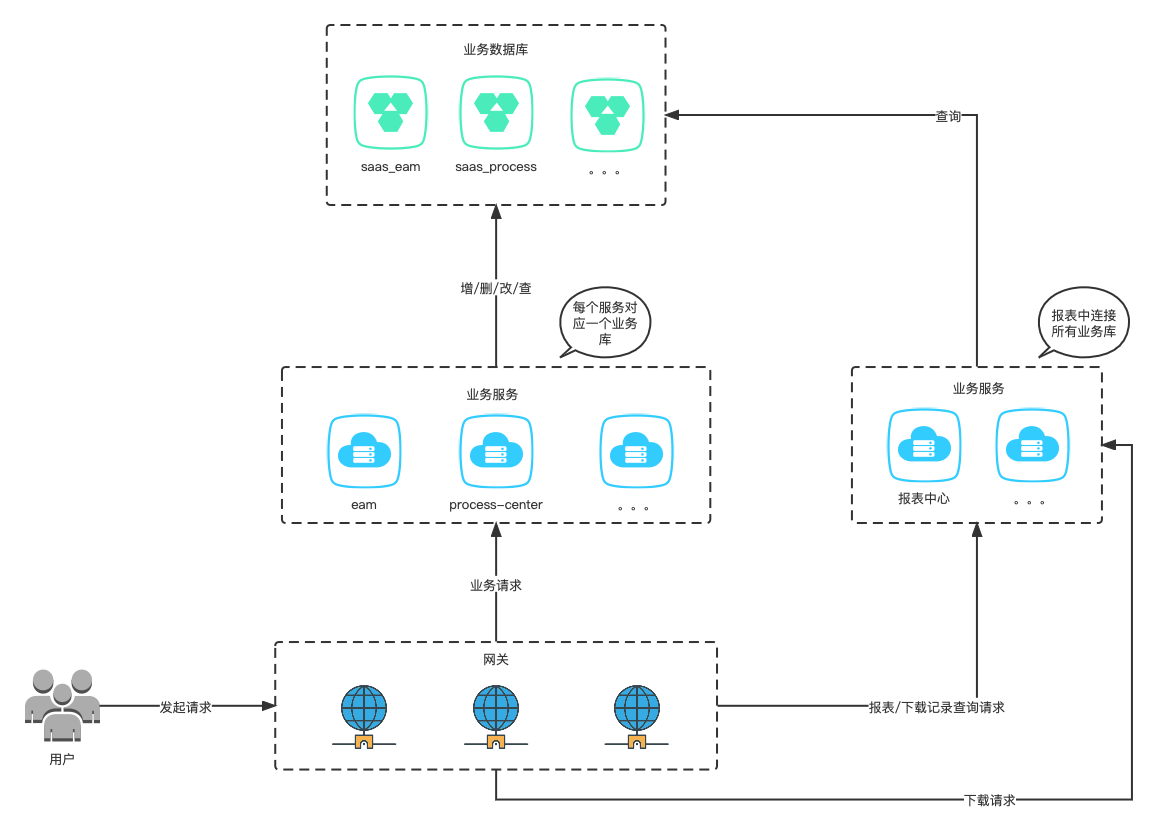 业务数据库
saas_eam
saas_process
。。。
查询
增/删/改/查
每个服务对
应一个业务
库
报表中连接
所有业务库
业务服务
eam
process-center
。。。
业务服务
报表中心
。。。
业务请求
网关
发起请求
用户
报表/下载记录查询请求
下载请求